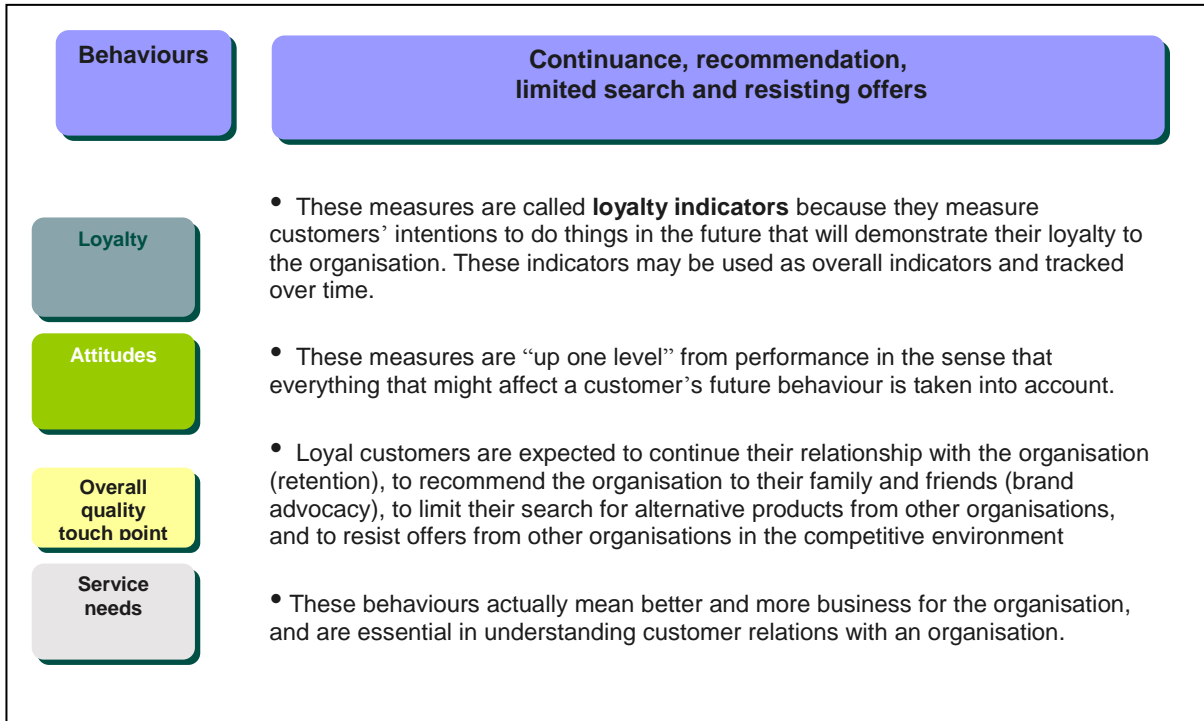 Behaviours
Continuance, recommendation,
limited search and resisting offers
• These measures are called loyalty indicators because they measure
customers’ intentions to do things in the future that will demonstrate their loyalty to
the organisation. These indicators may be used as overall indicators and tracked
over time.
Loyalty
• These measures are “up one level” from performance in the sense that
everything that might affect a customer’s future behaviour is taken into account.
Attitudes
• Loyal customers are expected to continue their relationship with the organisation
(retention), to recommend the organisation to their family and friends (brand
advocacy), to limit their search for alternative products from other organisations,
and to resist offers from other organisations in the competitive environment
Overall
quality
touch point
Service
needs
• These behaviours actually mean better and more business for the organisation,
and are essential in understanding customer relations with an organisation.